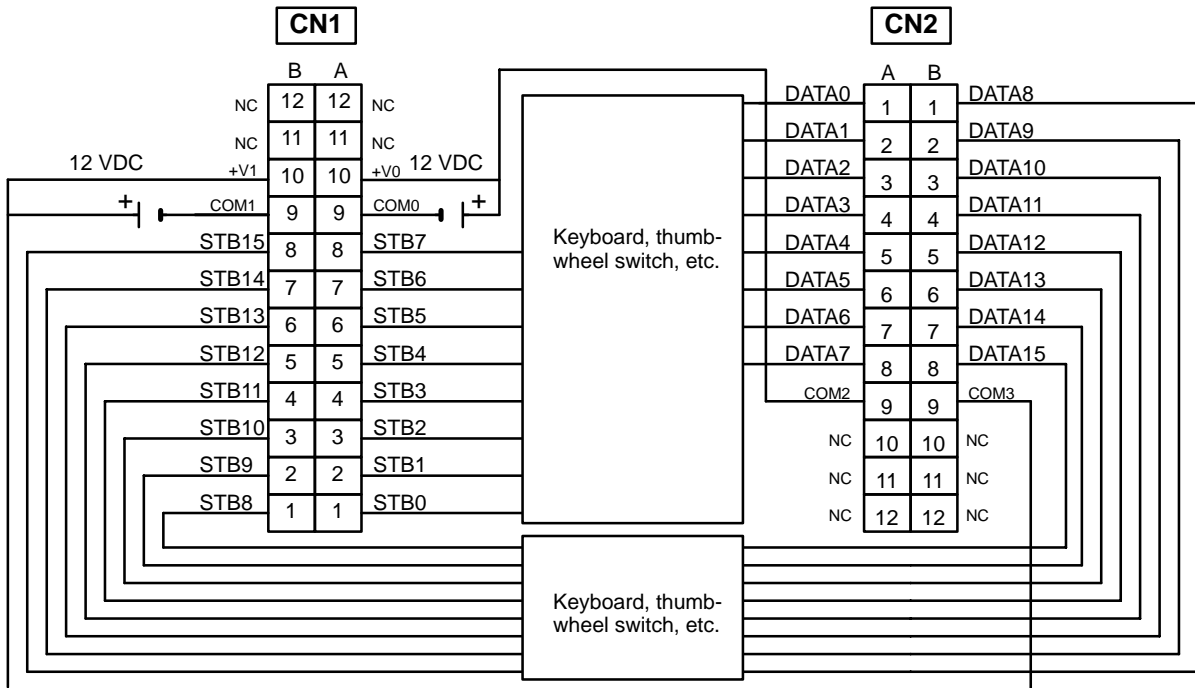 CN1
CN2
B A
A B
NC 12 12 NC
NC 11 11 NC
12 VDC +V1 10 10 +V0 12 VDC
+ COM1 9 9 COM0 +
STB15 8 8 STB7
STB14 7 7 STB6
STB13 6 6 STB5
STB12 5 5 STB4
STB11 4 4 STB3
STB10 3 3 STB2
STB9 2 2 STB1
STB8 1 1 STB0
Keyboard, thumb-
wheel switch, etc.
DATA0 1 1 DATA8
DATA1 2 2 DATA9
DATA2 3 3 DATA10
DATA3 4 4 DATA11
DATA4 5 5 DATA12
DATA5 6 6 DATA13
DATA6 7 7 DATA14
DATA7 8 8 DATA15
COM2 9 9 COM3
NC 10 10 NC
NC 11 11 NC
NC 12 12 NC
Keyboard, thumb-
wheel switch, etc.